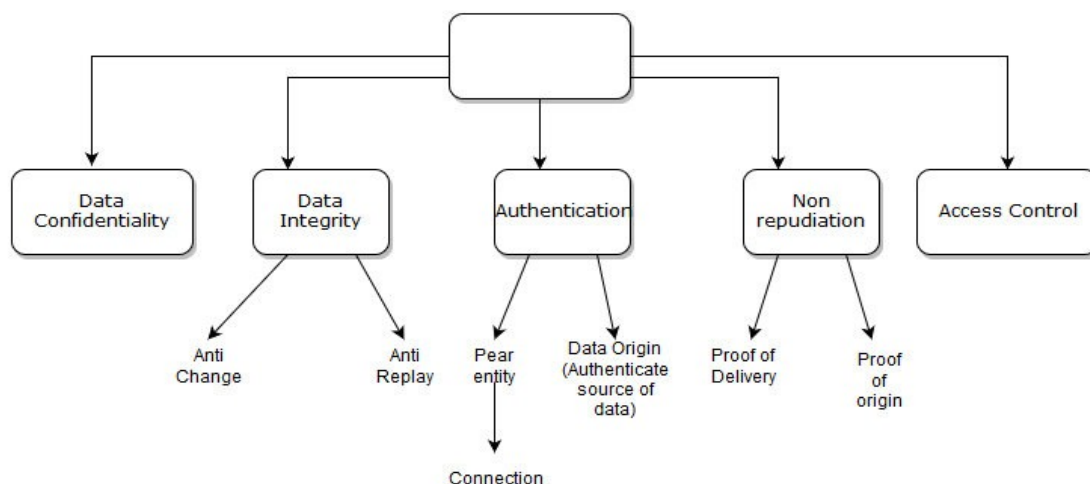 Data
Confidentiality
Data
Integrity
Authentication
Non
repudiation
Access Control
Anti
Change
Anti
Replay
Pear
entity
Data Origin
(Authenticate
source of
data)
Proof of
Delivery
Proof
of
origin
Connection